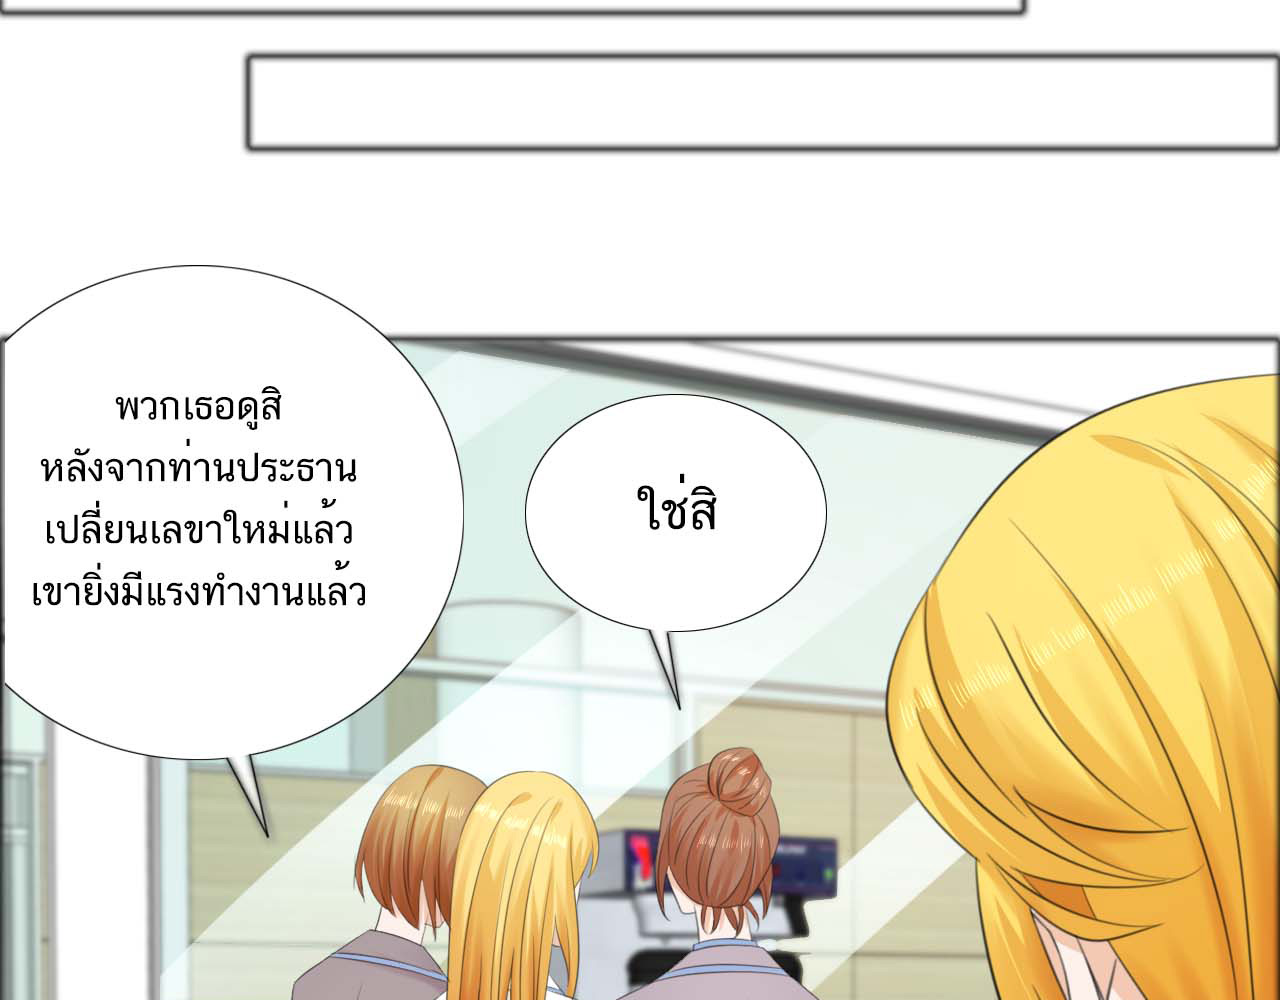 พวกเธอดูสิ
หลังจากท่านประธาน
เปลี่ยนเลขาใหม่แล้ว
เขายิ่งมีแรงทำงานแล้ว
ใช่สิ